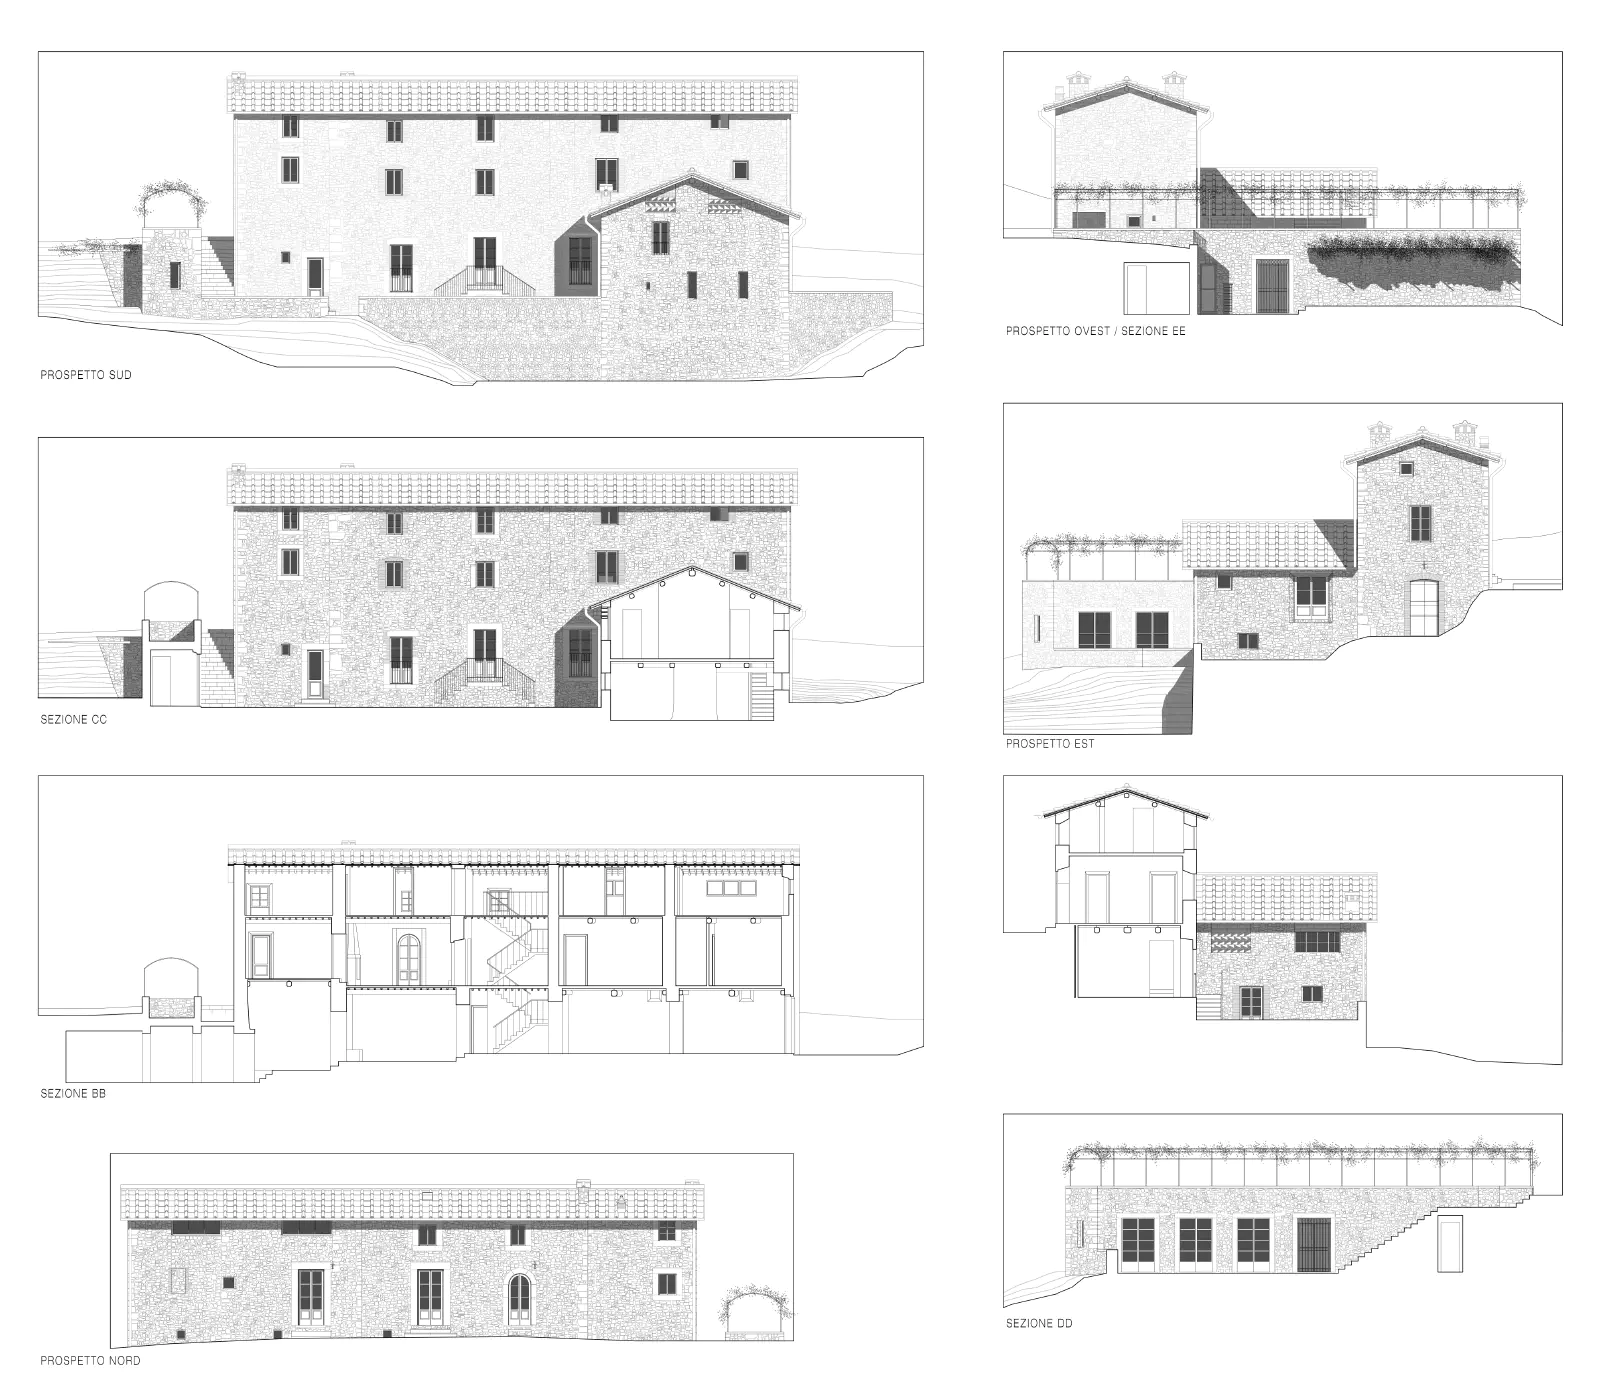 PROSPETTO SUD
PROSPETTO OVEST / SEZIONE EE
SEZIONE CC
PROSPETTO EST
SEZIONE BB
PROSPETTO NORD
SEZIONE DD